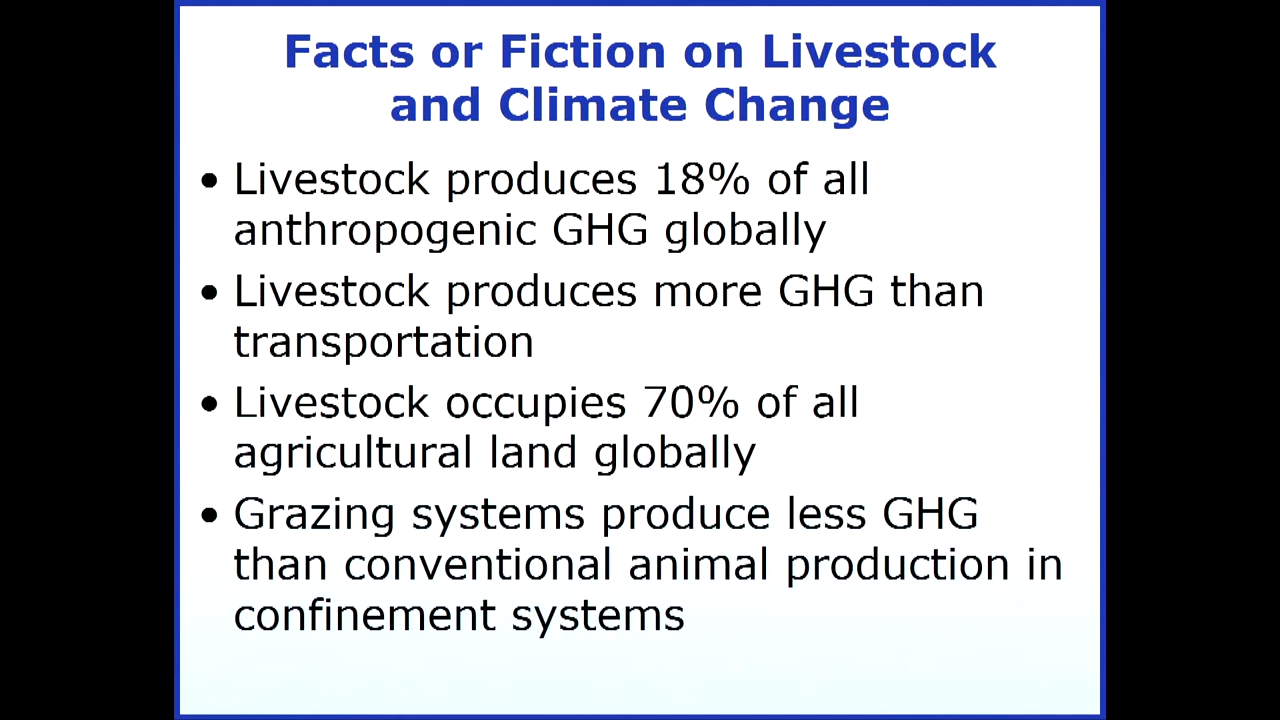 Facts or Fiction on Livestock
and Climate Change
• Livestock produces 18% of all
anthropogenic GHG globally
• Livestock produces more GHG than
transportation
• Livestock occupies 70% of all
agricultural land globally
• Grazing systems produce less GHG
than conventional animal production in
confinement systems